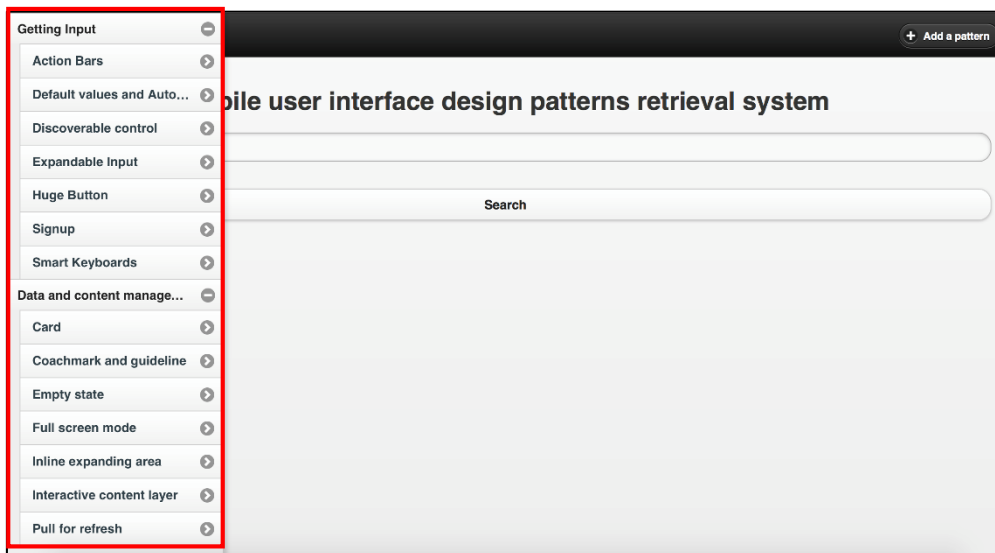 Getting Input
Add a pattern
Action Bars
Default values and Auto...
Discoverable control
Expandable Input
Huge Button
Signup
Smart Keyboards
Data and content manage...
Card
Coachmark and guideline
Empty state
Full screen mode
Inline expanding area
Interactive content layer
Pull for refresh
bile user interface design patterns retrieval system
Search